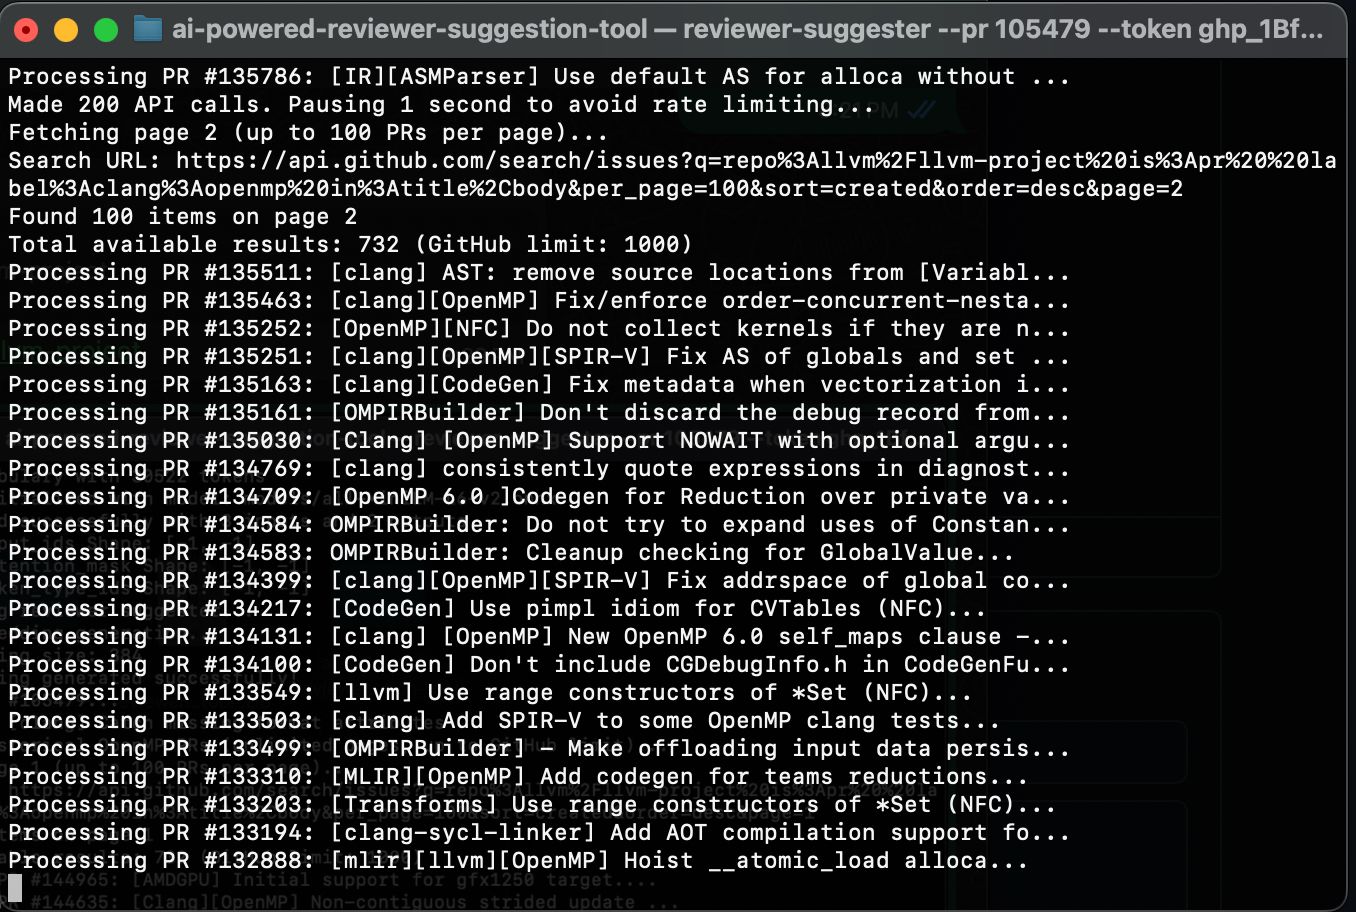 ai-powered-reviewer-suggestion-tool — reviewer-suggester --pr 105479 --token ghp_1Bf...
Processing PR #135786: [IR][ASMParser] Use default AS for alloca without ...
Made 200 API calls. Pausing 1 second to avoid rate limiting...
Fetching page 2 (up to 100 PRs per page)...
Search URL: https://api.github.com/search/issues?q=repo%3Allvm%2Fllvm-project%20is%3Apr%20%20la
bel%3Aclang%3Aopenmp%20in%3Atitle%2Cbody&per_page=100&sort=created&order=desc&page=2
Found 100 items on page 2
Total available results: 732 (GitHub limit: 1000)
Processing PR #135511: [clang] AST: remove source locations from [Variabl...
Processing PR #135463: [clang][OpenMP] Fix/enforce order-concurrent-nesta...
Processing PR #135252: [OpenMP][NFC] Do not collect kernels if they are n...
Processing PR #135251: [clang][OpenMP][SPIR-V] Fix AS of globals and set ...
Processing PR #135163: [clang][CodeGen] Fix metadata when vectorization i...
Processing PR #135161: [OMPIRBuilder] Don't discard the debug record from...
Processing PR #135030: [Clang] [OpenMP] Support NOWAIT with optional argu...
Processing PR #134769: [clang] consistently quote expressions in diagnost...
Processing PR #134709: [OpenMP 6.0 ]Codegen for Reduction over private va...
Processing PR #134584: OMPIRBuilder: Do not try to expand uses of Constan...
Processing PR #134583: OMPIRBuilder: Cleanup checking for GlobalValue...
Processing PR #134399: [clang][OpenMP][SPIR-V] Fix addrspace of global co...
Processing PR #134217: [CodeGen] Use pimpl idiom for CVTables (NFC)...
Processing PR #134131: [clang] [OpenMP] New OpenMP 6.0 self_maps clause -...
Processing PR #134100: [CodeGen] Don't include CGDebugInfo.h in CodeGenFu...
Processing PR #133549: [llvm] Use range constructors of *Set (NFC)...
Processing PR #133503: [clang] Add SPIR-V to some OpenMP clang tests...
Processing PR #133499: [OMPIRBuilder] - Make offloading input data persis...
Processing PR #133310: [MLIR][OpenMP] Add codegen for teams reductions...
Processing PR #133203: [Transforms] Use range constructors of *Set (NFC)...
Processing PR #133194: [clang-sycl-linker] Add AOT compilation support fo...
Processing PR #132888: [mlir][llvm][OpenMP] Hoist __atomic_load alloca...
#144965: [AMDGPU] Initial support for gfx1250 target....
#144635: [Clang][OpenMP] Non-contiguous strided update ...